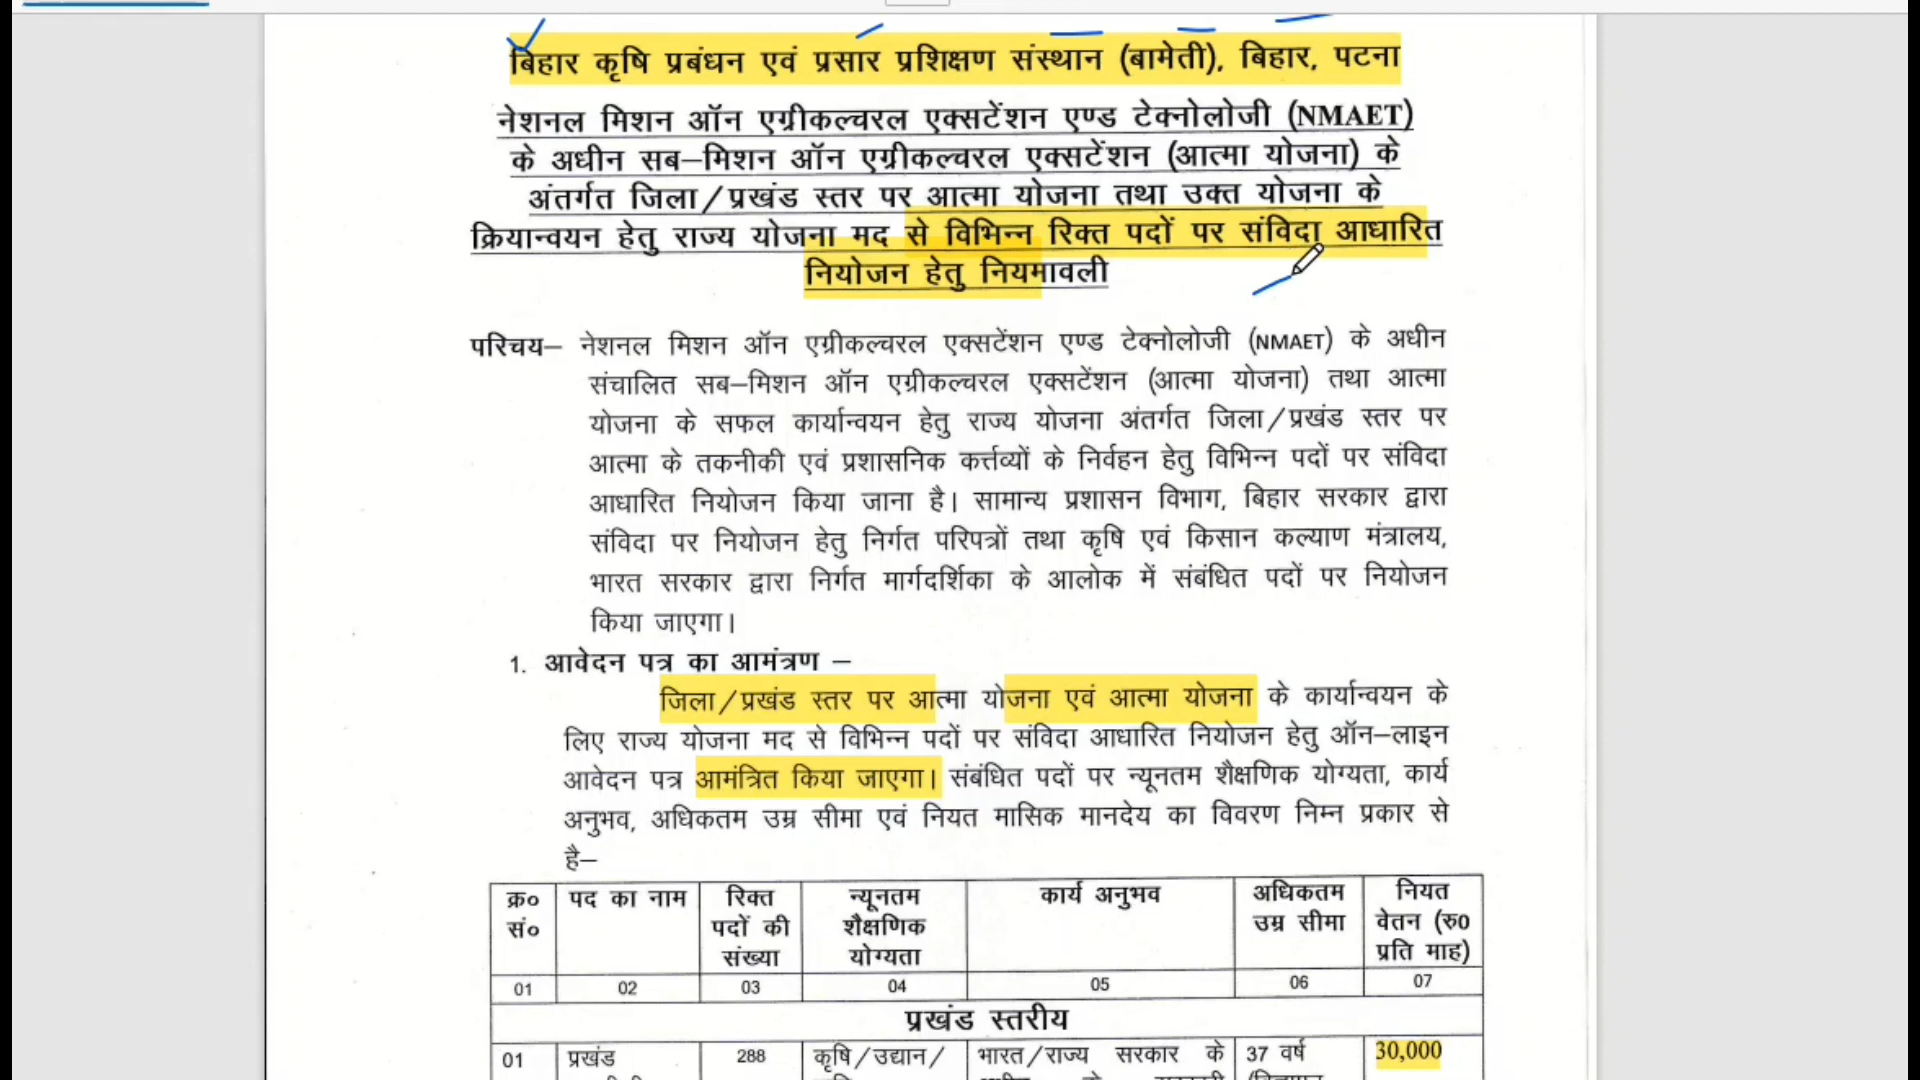 बिहार कृषि प्रबंधन एवं प्रसार प्रशिक्षण संस्थान (बामेती), बिहार, पटना
नेशनल मिशन ऑन एग्रीकल्चरल एक्सटेंशन एण्ड टेक्नोलोजी (NMAET)
के अधीन सब–मिशन ऑन एग्रीकल्चरल एक्सटेंशन (आत्मा योजना) के
अंतर्गत जिला/प्रखंड स्तर पर आत्मा योजना तथा उक्त योजना के
क्रियान्वयन हेतु राज्य योजना मद से विभिन्न रिक्त पदों पर संविदा आधारित
नियोजन हेतु नियमावली
परिचय– नेशनल मिशन ऑन एग्रीकल्चरल एक्सटेंशन एण्ड टेक्नोलोजी (NMAET) के अधीन
संचालित सब–मिशन ऑन एग्रीकल्चरल एक्सटेंशन (आत्मा योजना) तथा आत्मा
योजना के सफल कार्यान्वयन हेतु राज्य योजना अंतर्गत जिला/प्रखंड स्तर पर
आत्मा के तकनीकी एवं प्रशासनिक कर्त्तव्यों के निर्वहन हेतु विभिन्न पदों पर संविदा
आधारित नियोजन किया जाना है। सामान्य प्रशासन विभाग, बिहार सरकार द्वारा
संविदा पर नियोजन हेतु निर्गत परिपत्रों तथा कृषि एवं किसान कल्याण मंत्रालय,
भारत सरकार द्वारा निर्गत मार्गदर्शिका के आलोक में संबंधित पदों पर नियोजन
किया जाएगा।
1. आवेदन पत्र का आमंत्रण –
जिला/प्रखंड स्तर पर आत्मा योजना एवं आत्मा योजना के कार्यान्वयन के
लिए राज्य योजना मद से विभिन्न पदों पर संविदा आधारित नियोजन हेतु ऑन–लाइन
आवेदन पत्र आमंत्रित किया जाएगा। संबंधित पदों पर न्यूनतम शैक्षणिक योग्यता, कार्य
अनुभव, अधिकतम उम्र सीमा एवं नियत मासिक मानदेय का विवरण निम्न प्रकार से
है–
क्र० सं० पद का नाम रिक्त पदों की संख्या न्यूनतम शैक्षणिक योग्यता कार्य अनुभव अधिकतम उम्र सीमा नियत वेतन (रु0 प्रति माह)
01 02 03 04 05 06 07
प्रखंड स्तरीय
01 प्रखंड 288 कृषि/उद्यान/ भारत/राज्य सरकार के 37 वर्ष 30,000